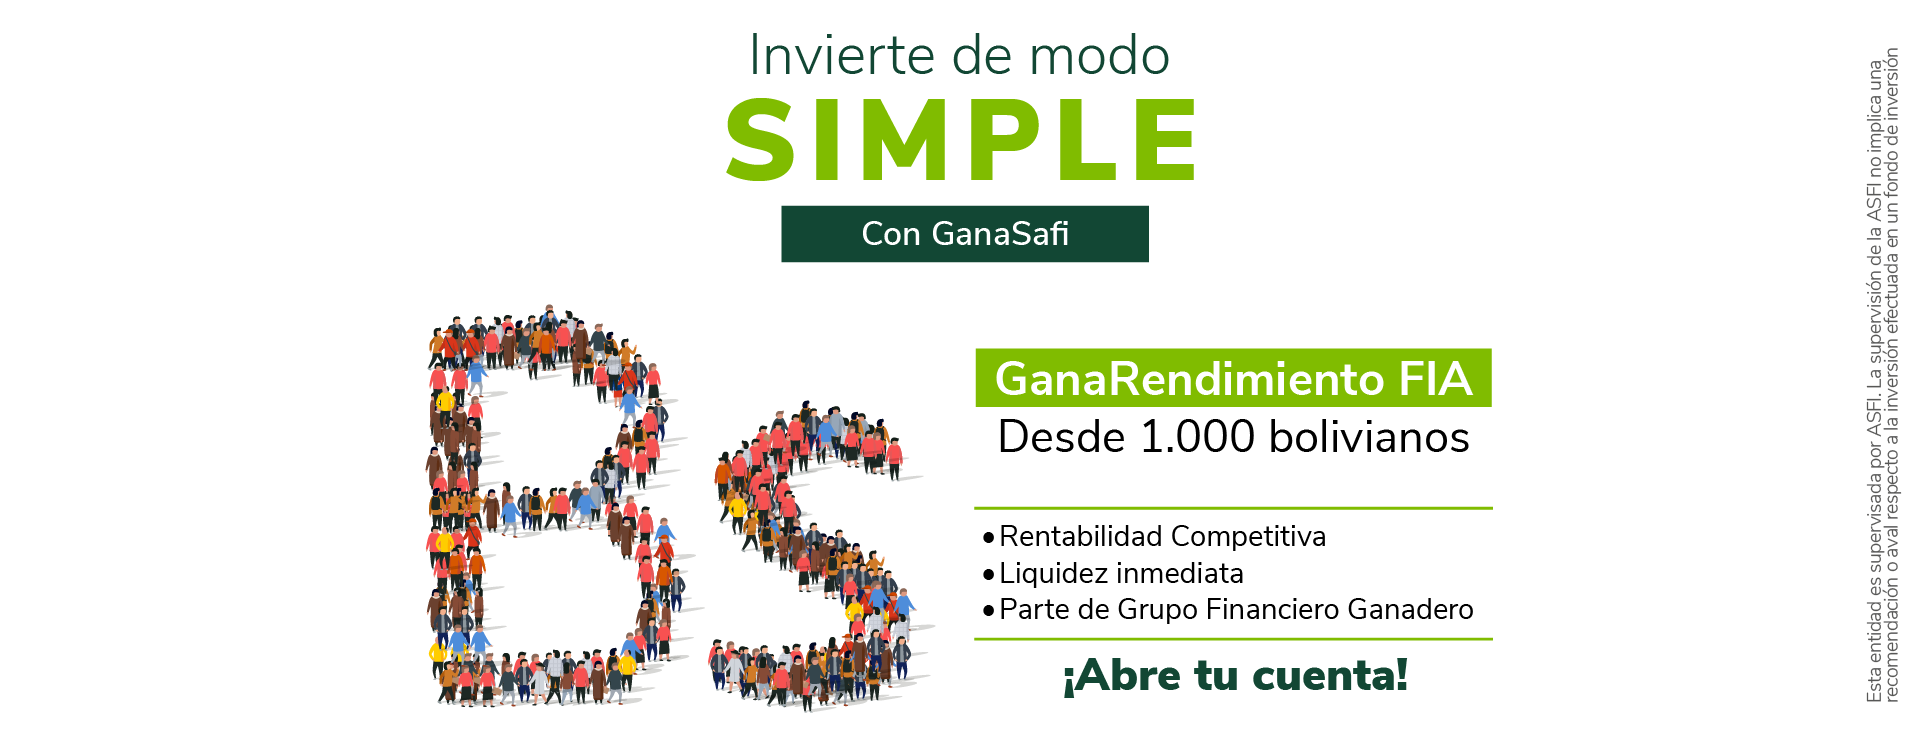 Invierte de modo
SIMPLE
Con GanaSafi
Bs
GanaRendimiento FIA
Desde 1.000 bolivianos
•Rentabilidad Competitiva
•Liquidez inmediata
•Parte de Grupo Financiero Ganadero
¡Abre tu cuenta!
Esta entidad es supervisada por ASFI. La supervisión de la ASFI no implica una
recomendación o aval respecto a la inversión efectuada en un fondo de inversión